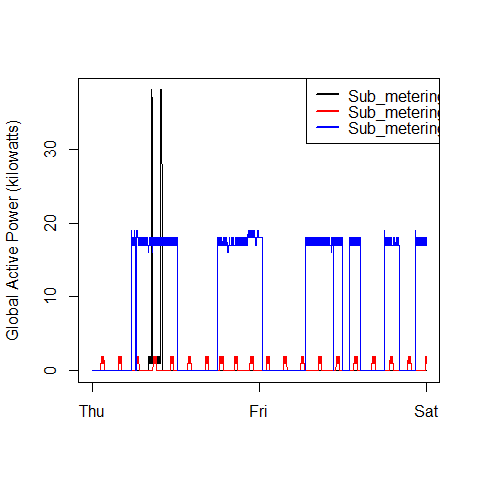 Sub_metering
Sub_metering
Sub_metering
Global Active Power (kilowatts)
30
20
10
0
Thu Fri Sat